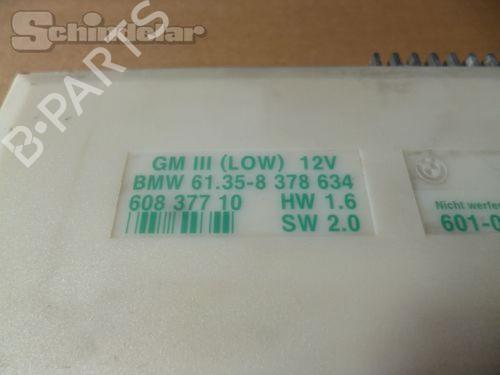 Schindelar
B-PARTS
GM III (LOW) 12V
BMW 61.35-8 378 634
608 377 10 HW 1.6
SW 2.0
Nicht werfen
601-0